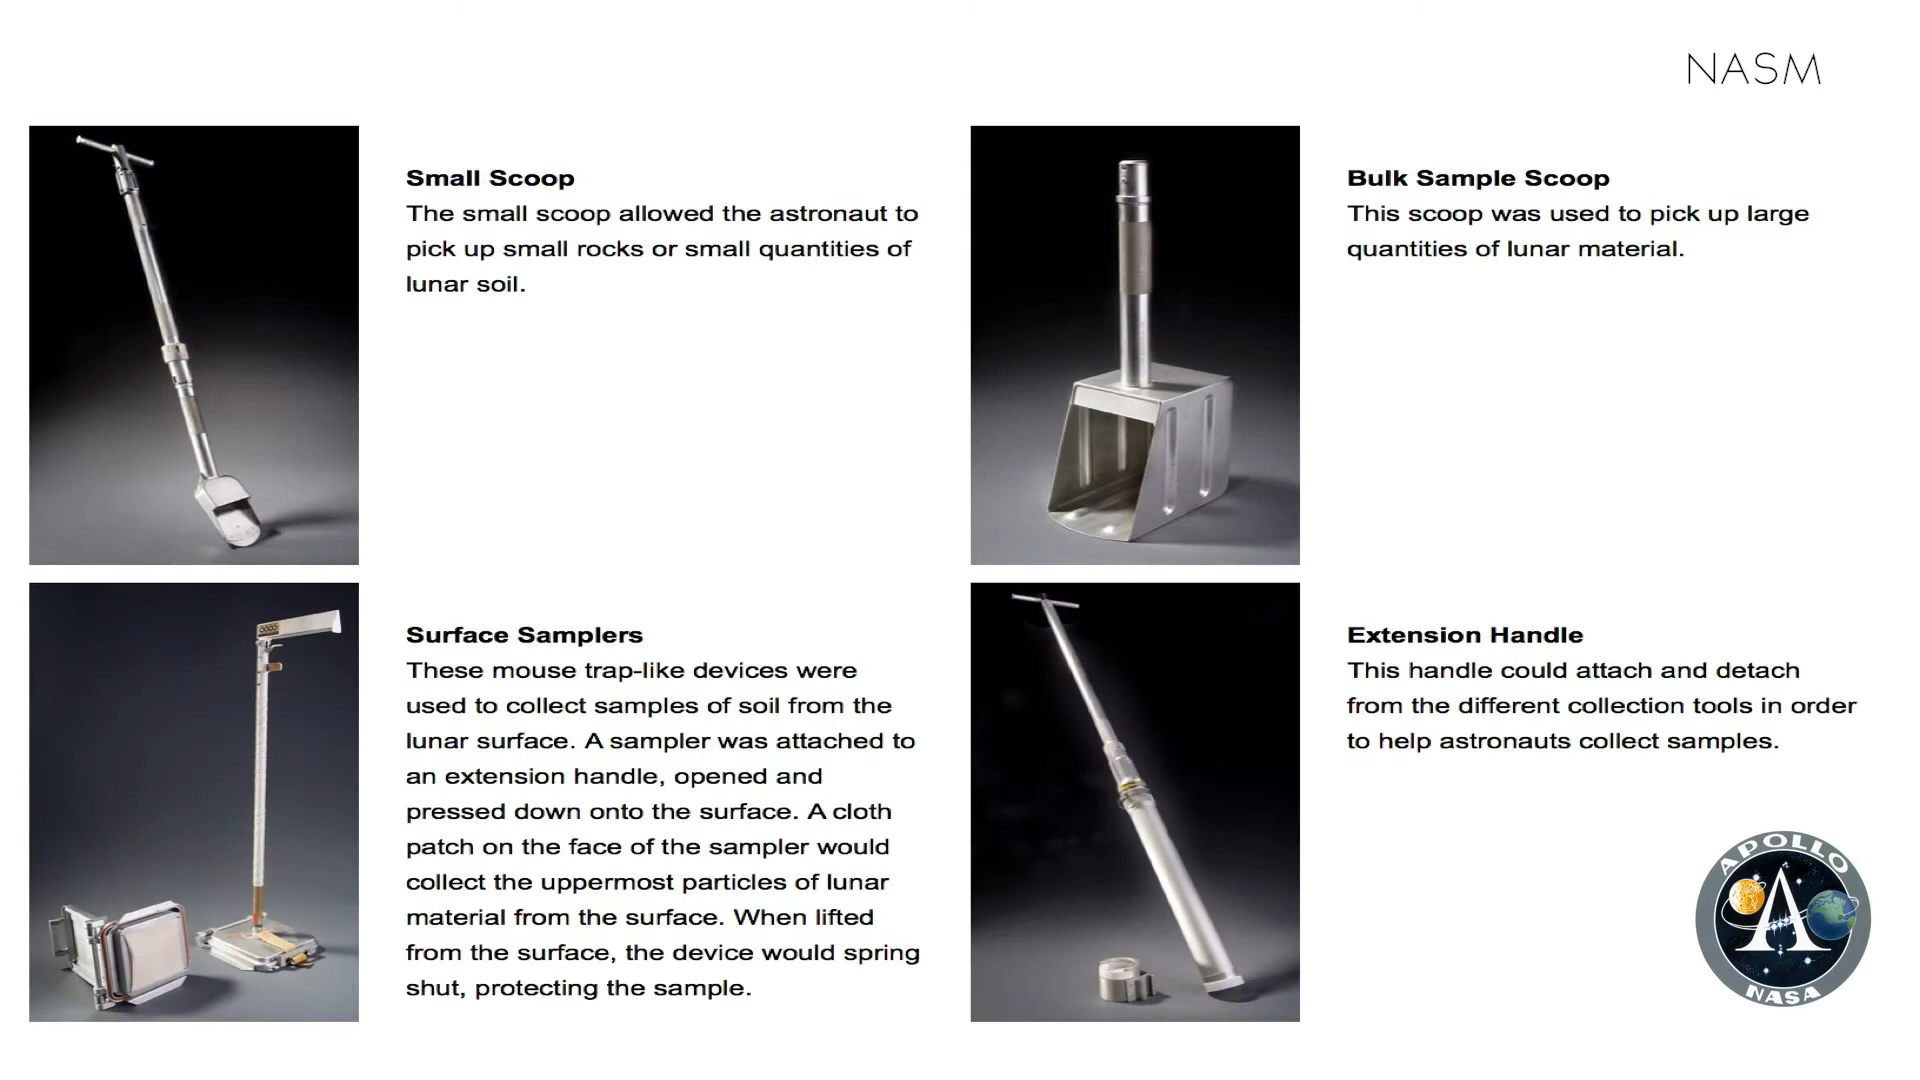 NASM
Small Scoop
The small scoop allowed the astronaut to
pick up small rocks or small quantities of
lunar soil.
Bulk Sample Scoop
This scoop was used to pick up large
quantities of lunar material.
Surface Samplers
These mouse trap-like devices were
used to collect samples of soil from the
lunar surface. A sampler was attached to
an extension handle, opened and
pressed down onto the surface. A cloth
patch on the face of the sampler would
collect the uppermost particles of lunar
material from the surface. When lifted
from the surface, the device would spring
shut, protecting the sample.
Extension Handle
This handle could attach and detach
from the different collection tools in order
to help astronauts collect samples.
APOLLO
A
NASA